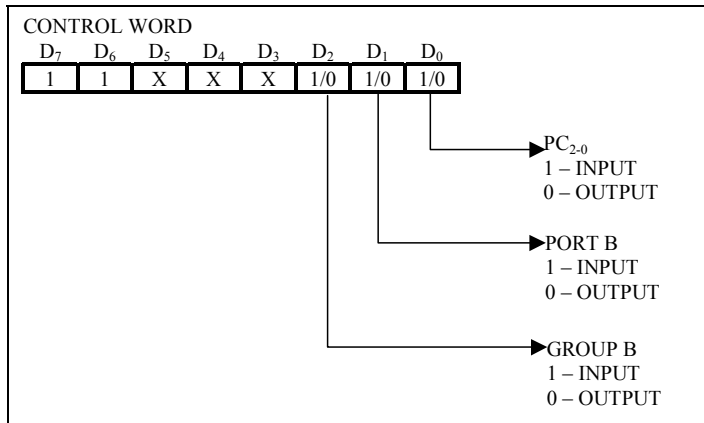 CONTROL WORD
D₇ D₆ D₅ D₄ D₃ D₂ D₁ D₀
1 1 X X X 1/0 1/0 1/0
PC₂₋₀
1 – INPUT
0 – OUTPUT
PORT B
1 – INPUT
0 – OUTPUT
GROUP B
1 – INPUT
0 – OUTPUT